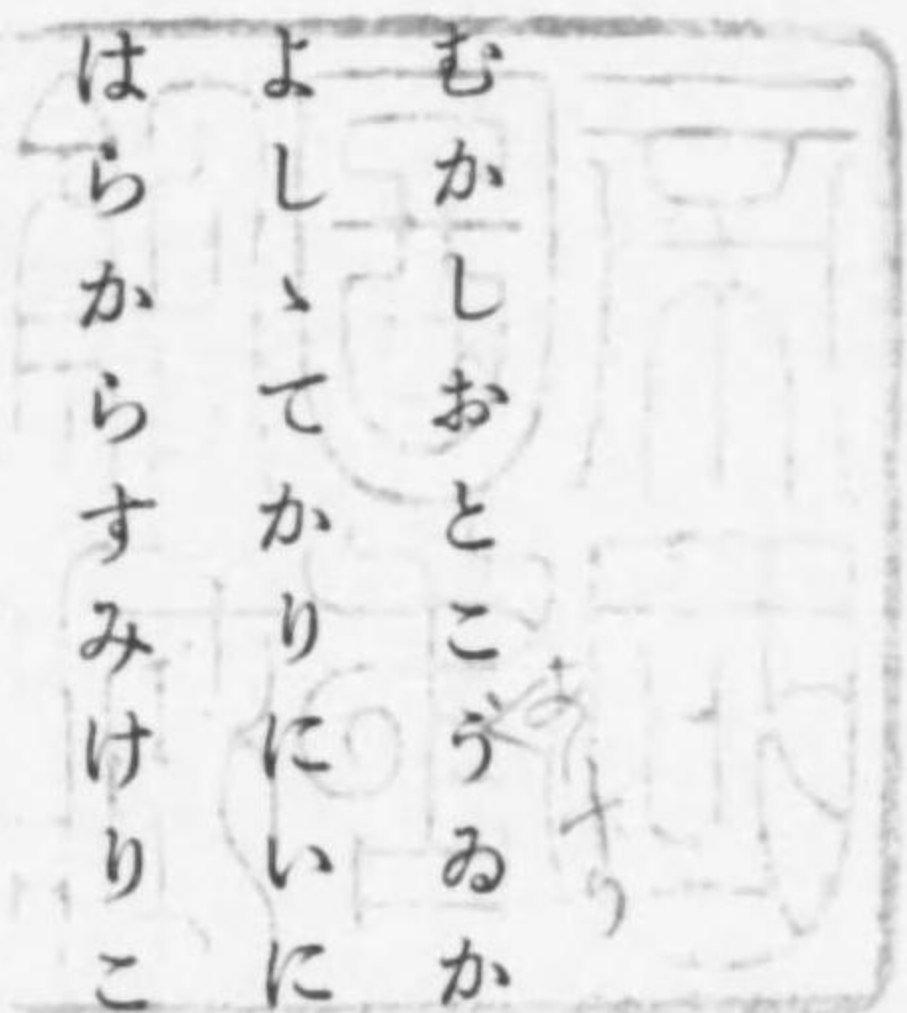 むかしおとこうゐか
よしゝてかりにいに
はらからすみけりこ